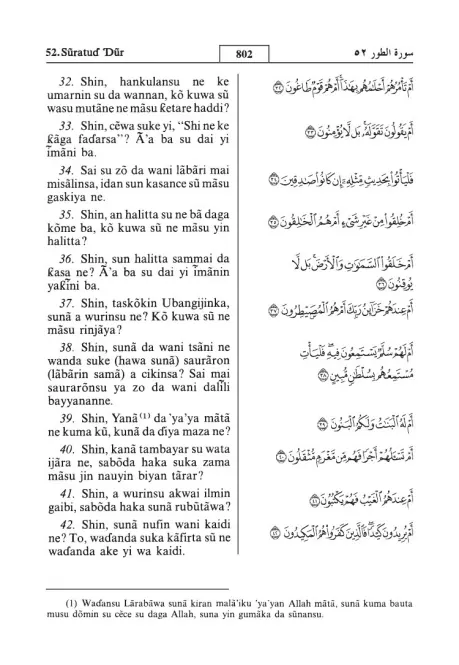 52. Sūratuɗ Ɗūr
802
سورة الطور ٥٢
32. Shin, hankulansu ne ke
umarnin su da wannan, kō kuwa sū
wasu mutāne ne māsu ƙetare haddi?
33. Shin, cēwa suke yi, “Shi ne ke
ƙāga faɗarsa”? Ā'a ba su dai yi
īmāni ba.
34. Sai su zō da wani lābāri mai
misālinsa, idan sun kasance sū māsu
gaskiya ne.
35. Shin, an halitta su ne bā daga
kōme ba, kō kuwa sū ne māsu yin
halitta?
36. Shin, sun halitta sammai da
ƙasa ne? Ā'a ba su dai yi īmānin
yaƙīni ba.
37. Shin, taskōkin Ubangijinka,
sunā a wurinsu ne? Kō kuwa sū ne
māsu rinjāya?
38. Shin, sunā da wani tsāni ne
wanda suke (hawa sunā) saurāron
(lābārin samā) a cikinsa? Sai mai
saurarōnsu ya zo da wani dalīli
bayyananne.
39. Shin, Yanā⁽¹⁾ da 'ya'ya mātā
ne kuma kū, kunā da ɗiya maza ne?
40. Shin, kanā tambayar su wata
ijāra ne, sabōda haka suka zama
māsu jin nauyin biyan tārar?
41. Shin, a wurinsu akwai ilmin
gaibi, sabōda haka sunā rubūtāwa?
42. Shin, sunā nufin wani kaidi
ne? To, waɗanda suka kāfirta sū ne
waɗanda ake yi wa kaidi.
أَمْ تَأْمُرُهُمْ أَحْلَٰمُهُم بِهَٰذَآ أَمْ هُمْ قَوْمٌ طَاغُونَ ٣٢
أَمْ يَقُولُونَ تَقَوَّلَهُۥ بَل لَّا يُؤْمِنُونَ ٣٣
فَلْيَأْتُوا۟ بِحَدِيثٍ مِّثْلِهِۦٓ إِن كَانُوا۟ صَٰدِقِينَ ٣٤
أَمْ خُلِقُوا۟ مِنْ غَيْرِ شَىْءٍ أَمْ هُمُ ٱلْخَٰلِقُونَ ٣٥
أَمْ خَلَقُوا۟ ٱلسَّمَٰوَٰتِ وَٱلْأَرْضَ بَل لَّا
يُوقِنُونَ ٣٦
أَمْ عِندَهُمْ خَزَآئِنُ رَبِّكَ أَمْ هُمُ ٱلْمُصَۣيْطِرُونَ ٣٧
أَمْ لَهُمْ سُلَّمٌ يَسْتَمِعُونَ فِيهِ فَلْيَأْتِ
مُسْتَمِعُهُم بِسُلْطَٰنٍ مُّبِينٍ ٣٨
أَمْ لَهُ ٱلْبَنَٰتُ وَلَكُمُ ٱلْبَنُونَ ٣٩
أَمْ تَسْـَٔلُهُمْ أَجْرًا فَهُم مِّن مَّغْرَمٍ مُّثْقَلُونَ ٤٠
أَمْ عِندَهُمُ ٱلْغَيْبُ فَهُمْ يَكْتُبُونَ ٤١
أَمْ يُرِيدُونَ كَيْدًا فَٱلَّذِينَ كَفَرُوا۟ هُمُ ٱلْمَكِيدُونَ ٤٢
(1) Waɗansu Lārabāwa sunā kiran malā'iku 'ya'yan Allah mātā, sunā kuma bauta
musu dōmin su cēce su daga Allah, suna yin gumāka da sūnansu.